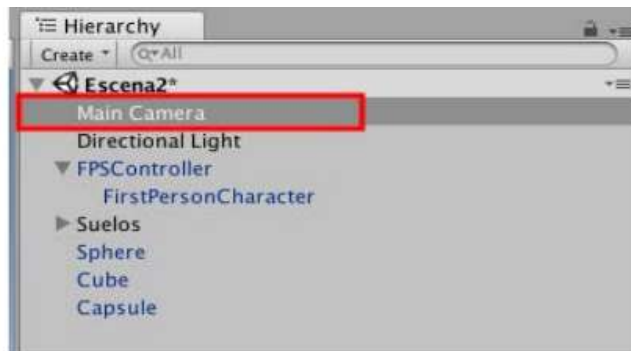 Hierarchy
Create All
Escena2*
Main Camera
Directional Light
FPSController
FirstPersonCharacter
Suelos
Sphere
Cube
Capsule